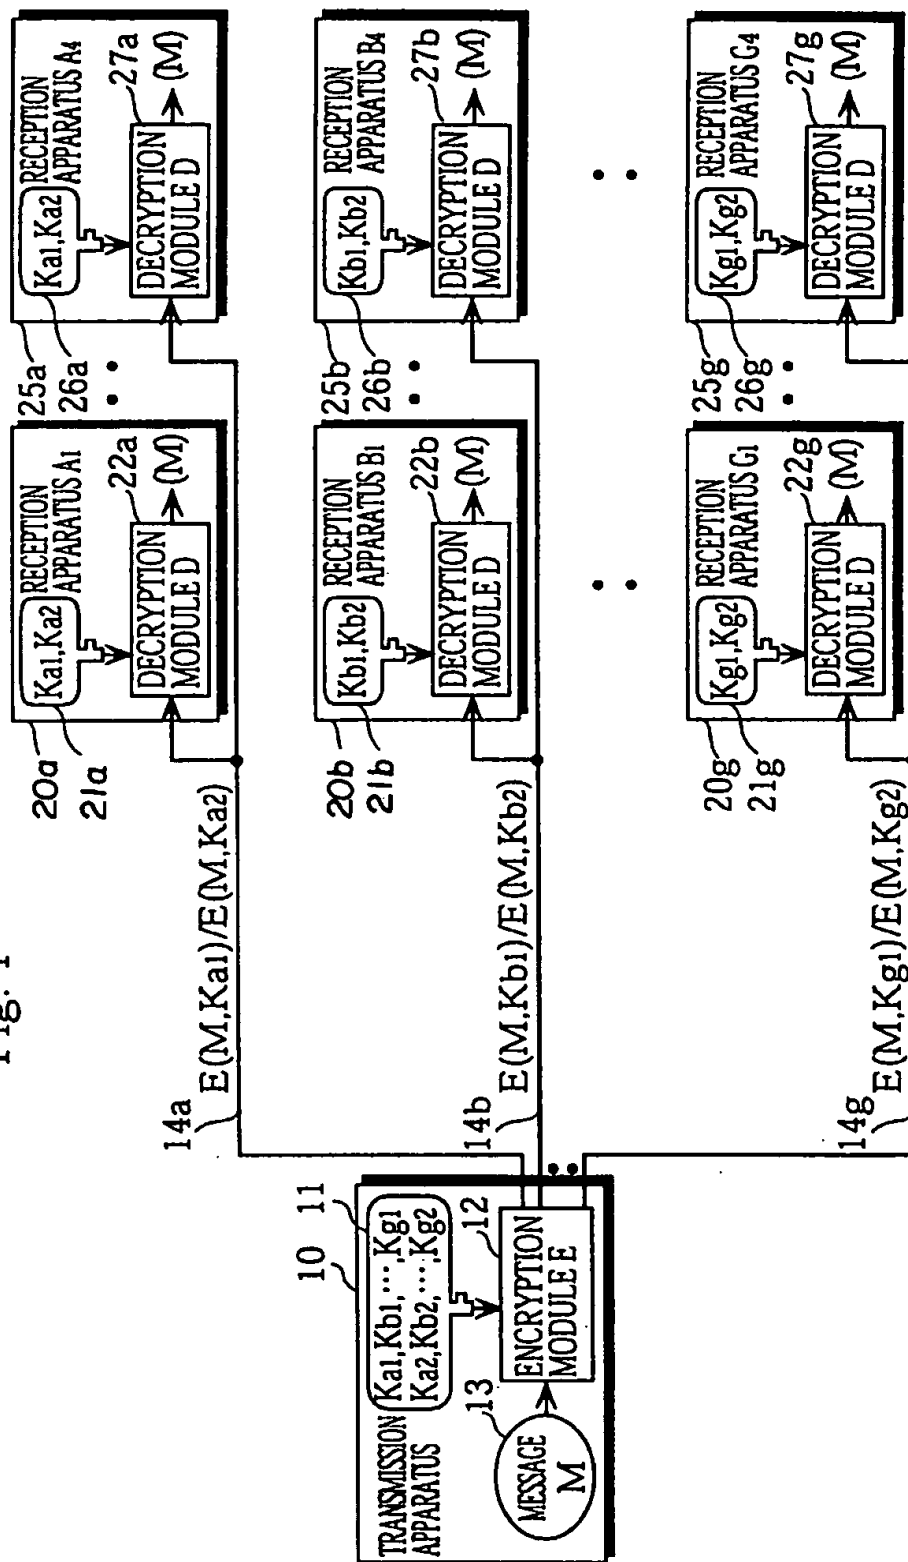 Fig. 1
TRANSMISSION
APPARATUS
10
11
Ka1,Kb1,···,Kg1
Ka2,Kb2,···,Kg2
12
ENCRYPTION
MODULE E
13
MESSAGE
M
14a
E(M,Ka1)/E(M,Ka2)
20a
21a
RECEPTION
APPARATUS A1
Ka1,Ka2
22a
DECRYPTION
MODULE D
(M)
25a
26a
RECEPTION
APPARATUS A4
Ka1,Ka2
27a
DECRYPTION
MODULE D
(M)
14b
E(M,Kb1)/E(M,Kb2)
20b
21b
RECEPTION
APPARATUS B1
Kb1,Kb2
22b
DECRYPTION
MODULE D
(M)
25b
26b
RECEPTION
APPARATUS B4
Kb1,Kb2
27b
DECRYPTION
MODULE D
(M)
14g
E(M,Kg1)/E(M,Kg2)
20g
21g
RECEPTION
APPARATUS G1
Kg1,Kg2
22g
DECRYPTION
MODULE D
(M)
25g
26g
RECEPTION
APPARATUS G4
Kg1,Kg2
27g
DECRYPTION
MODULE D
(M)